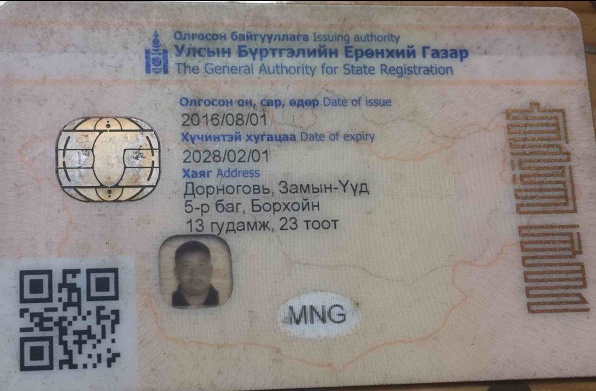 Олгосон байгууллага Issuing authority
Улсын Бүртгэлийн Ерөнхий Газар
The General Authority for State Registration
Олгосон он, сар, өдөр Date of issue
2016/08/01
Хүчинтэй хугацаа Date of expiry
2028/02/01
Хаяг Address
Дорноговь, Замын-Үүд
5-р баг, Борхойн
13 гудамж, 23 тоот
MNG